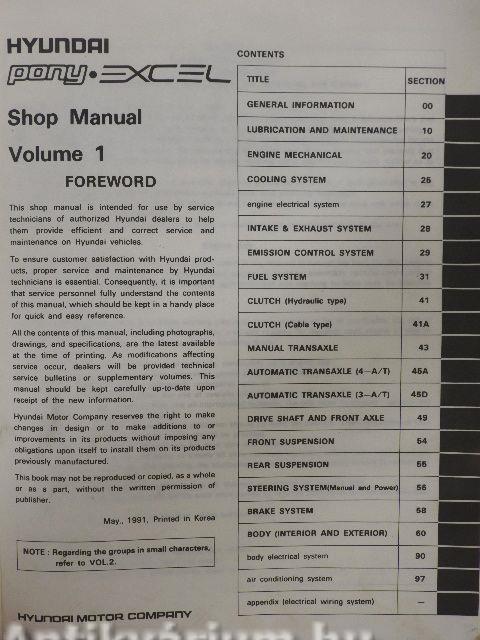 HYUNDAI
pony • EXCEL
Shop Manual
Volume 1
FOREWORD
This shop manual is intended for use by service
technicians of authorized Hyundai dealers to help
them provide efficient and correct service and
maintenance on Hyundai vehicles.
To ensure customer satisfaction with Hyundai prod-
ucts, proper service and maintenance by Hyundai
technicians is essential. Consequently, it is important
that service personnel fully understand the contents
of this manual, which should be kept in a handy place
for quick and easy reference.
All the contents of this manual, including photographs,
drawings, and specifications, are the latest available
at the time of printing. As modifications affecting
service occur, dealers will be provided technical
service bulletins or supplementary volumes. This
manual should be kept carefully up-to-date upon
receipt of the new information.
Hyundai Motor Company reserves the right to make
changes in design or to make additions to or
improvements in its products without imposing any
obligations upon itself to install them on its products
previously manufactured.
This book may not be reproduced or copied, as a whole
or as a part, without the written permission of
publisher.
May., 1991, Printed in Korea
NOTE : Regarding the groups in small characters,
refer to VOL.2.
HYUNDAI MOTOR COMPANY
CONTENTS
TITLE SECTION
GENERAL INFORMATION 00
LUBRICATION AND MAINTENANCE 10
ENGINE MECHANICAL 20
COOLING SYSTEM 25
engine electrical system 27
INTAKE & EXHAUST SYSTEM 28
EMISSION CONTROL SYSTEM 29
FUEL SYSTEM 31
CLUTCH (Hydraulic type) 41
CLUTCH (Cable type) 41A
MANUAL TRANSAXLE 43
AUTOMATIC TRANSAXLE (4—A/T) 45A
AUTOMATIC TRANSAXLE (3—A/T) 45D
DRIVE SHAFT AND FRONT AXLE 49
FRONT SUSPENSION 54
REAR SUSPENSION 55
STEERING SYSTEM(Manual and Power) 56
BRAKE SYSTEM 58
BODY (INTERIOR AND EXTERIOR) 60
body electrical system 90
air conditioning system 97
appendix (electrical wiring system) —
Antikvárium.hu